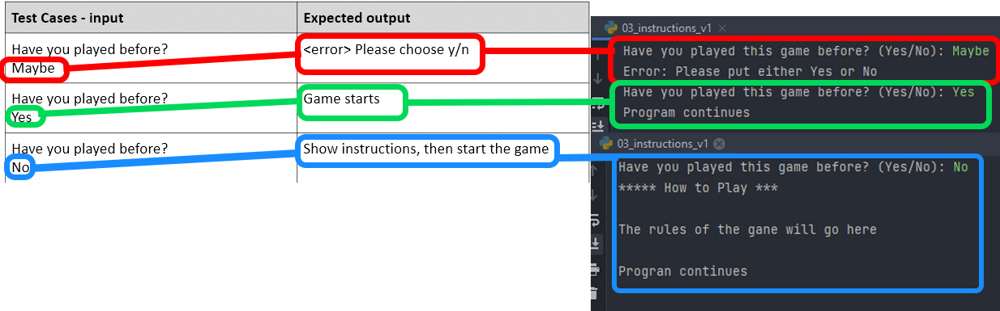 Test Cases - input
Expected output
Have you played before?
Maybe
<error> Please choose y/n
Have you played before?
Yes
Game starts
Have you played before?
No
Show instructions, then start the game
03_instructions_v1
Have you played this game before? (Yes/No): Maybe
Error: Please put either Yes or No
Have you played this game before? (Yes/No): Yes
Program continues
03_instructions_v1
Have you played this game before? (Yes/No): No
***** How to Play ***
The rules of the gane will go here
Progran continues